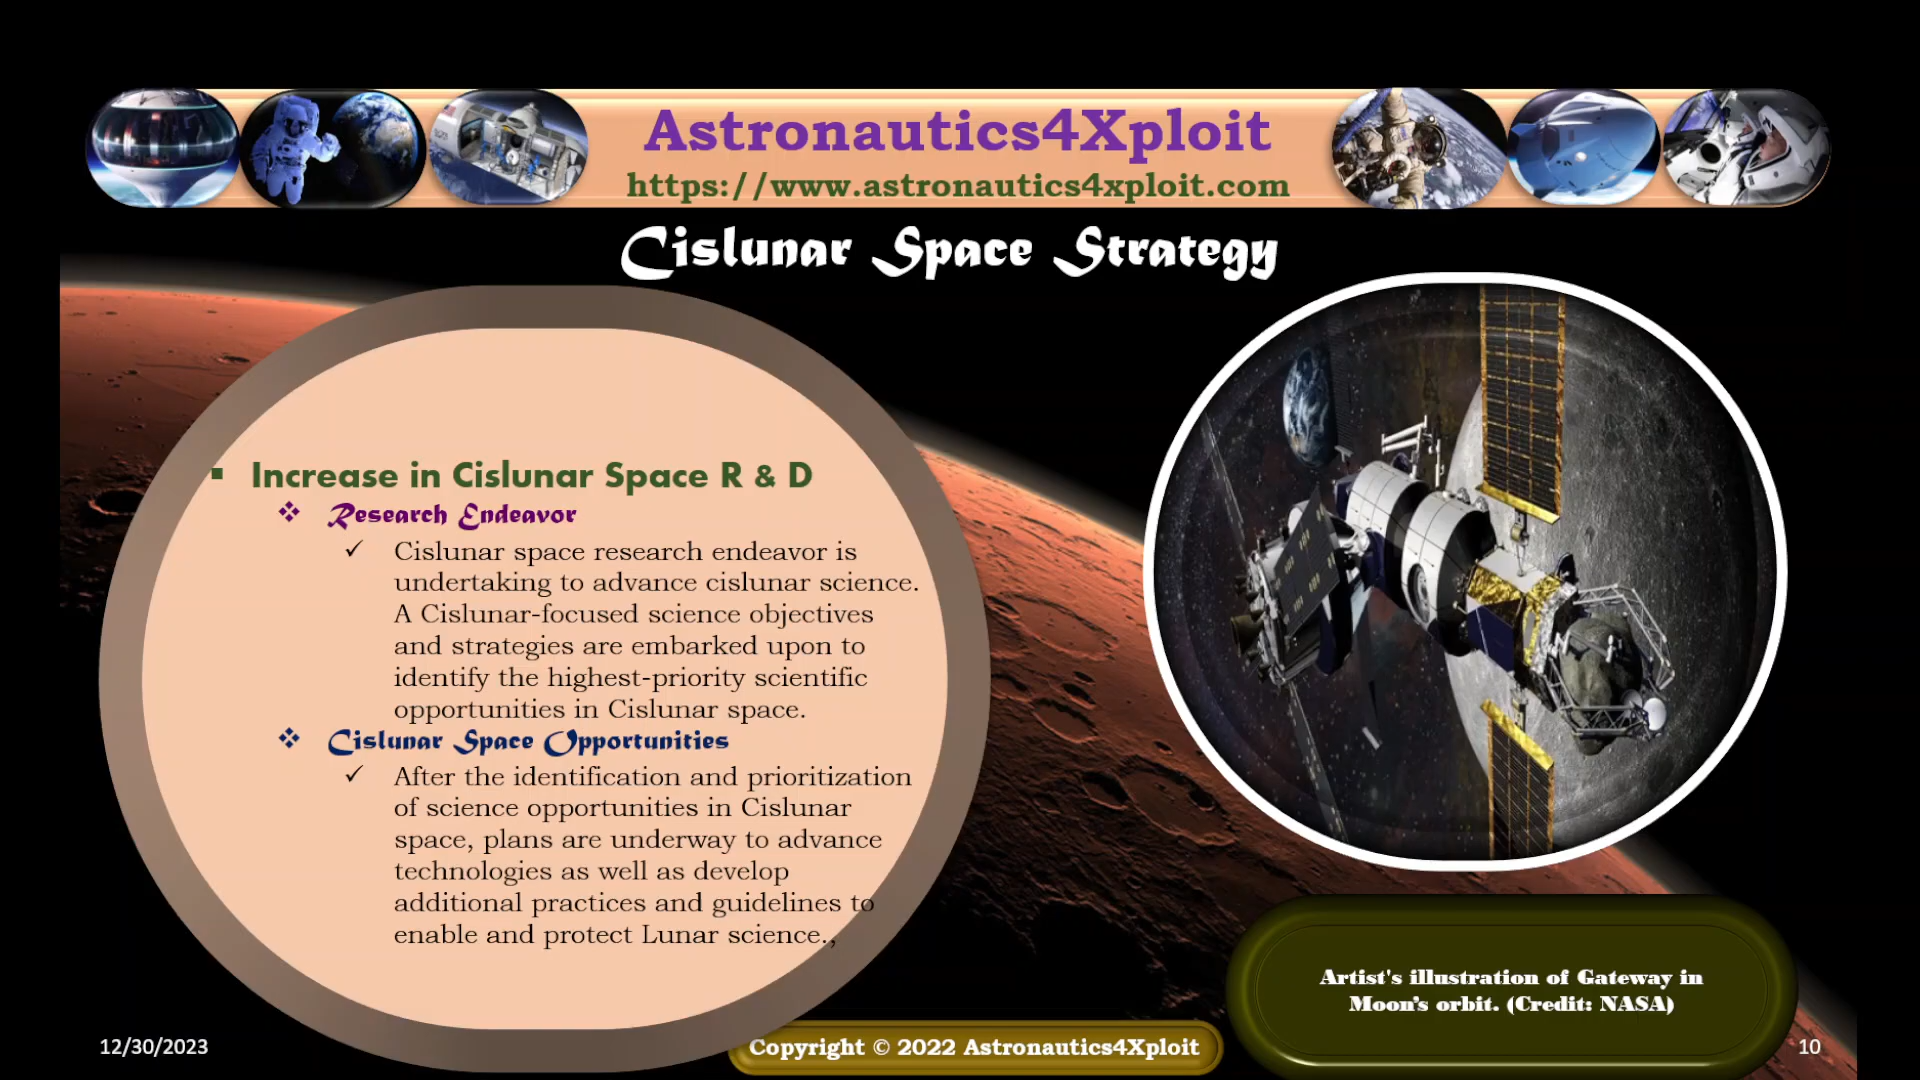 Astronautics4Xploit
https://www.astronautics4xploit.com
Cislunar Space Strategy
▪ Increase in Cislunar Space R & D
❖ Research Endeavor
✓ Cislunar space research endeavor is
undertaking to advance cislunar science.
A Cislunar-focused science objectives
and strategies are embarked upon to
identify the highest-priority scientific
opportunities in Cislunar space.
❖ Cislunar Space Opportunities
✓ After the identification and prioritization
of science opportunities in Cislunar
space, plans are underway to advance
technologies as well as develop
additional practices and guidelines to
enable and protect Lunar science.,
Artist's illustration of Gateway in
Moon's orbit. (Credit: NASA)
12/30/2023
Copyright © 2022 Astronautics4Xploit
10